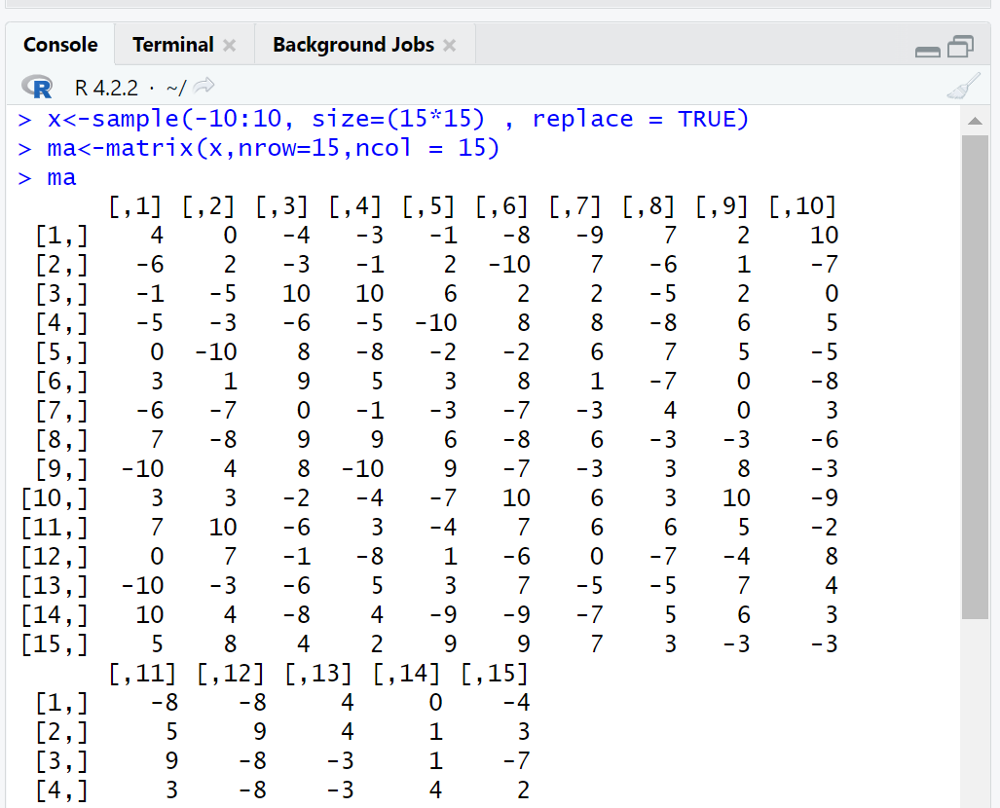 Console Terminal Background Jobs
R R 4.2.2 · ~/
> x<-sample(-10:10, size=(15*15) , replace = TRUE)
> ma<-matrix(x,nrow=15,ncol = 15)
> ma
[,1] [,2] [,3] [,4] [,5] [,6] [,7] [,8] [,9] [,10]
[1,] 4 0 -4 -3 -1 -8 -9 7 2 10
[2,] -6 2 -3 -1 2 -10 7 -6 1 -7
[3,] -1 -5 10 10 6 2 2 -5 2 0
[4,] -5 -3 -6 -5 -10 8 8 -8 6 5
[5,] 0 -10 8 -8 -2 -2 6 7 5 -5
[6,] 3 1 9 5 3 8 1 -7 0 -8
[7,] -6 -7 0 -1 -3 -7 -3 4 0 3
[8,] 7 -8 9 9 6 -8 6 -3 -3 -6
[9,] -10 4 8 -10 9 -7 -3 3 8 -3
[10,] 3 3 -2 -4 -7 10 6 3 10 -9
[11,] 7 10 -6 3 -4 7 6 6 5 -2
[12,] 0 7 -1 -8 1 -6 0 -7 -4 8
[13,] -10 -3 -6 5 3 7 -5 -5 7 4
[14,] 10 4 -8 4 -9 -9 -7 5 6 3
[15,] 5 8 4 2 9 9 7 3 -3 -3
[,11] [,12] [,13] [,14] [,15]
[1,] -8 -8 4 0 -4
[2,] 5 9 4 1 3
[3,] 9 -8 -3 1 -7
[4,] 3 -8 -3 4 2